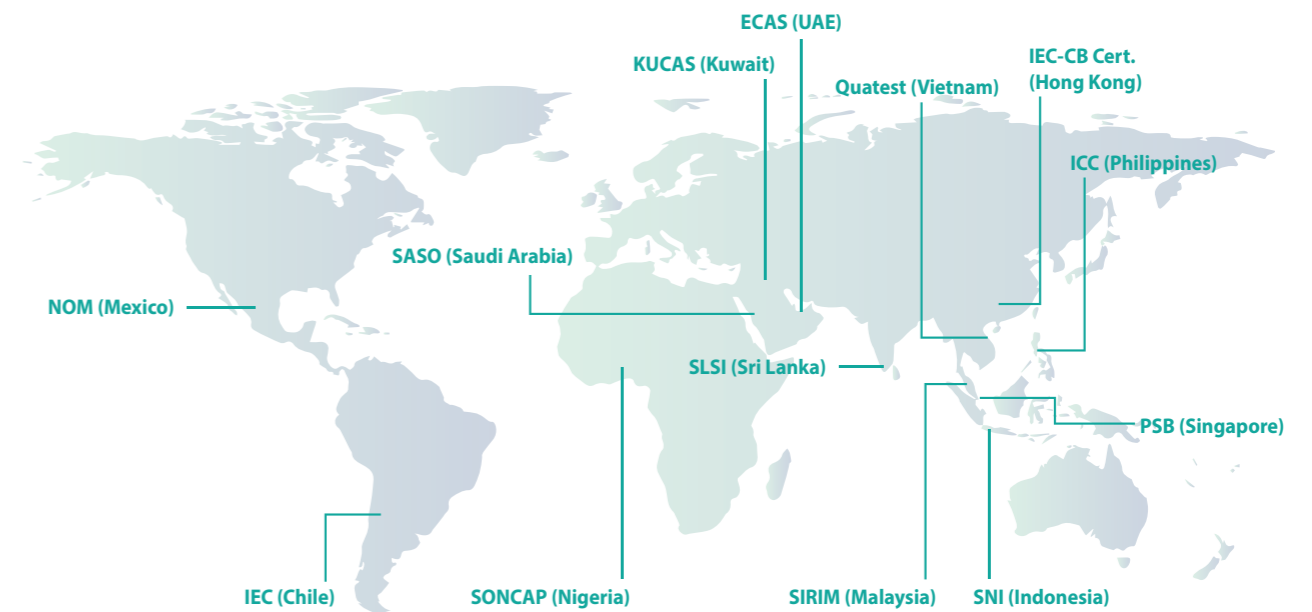 ECAS (UAE)
KUCAS (Kuwait)
IEC-CB Cert.
(Hong Kong)
Quatest (Vietnam)
ICC (Philippines)
SASO (Saudi Arabia)
NOM (Mexico)
SLSI (Sri Lanka)
PSB (Singapore)
IEC (Chile)
SONCAP (Nigeria)
SIRIM (Malaysia)
SNI (Indonesia)